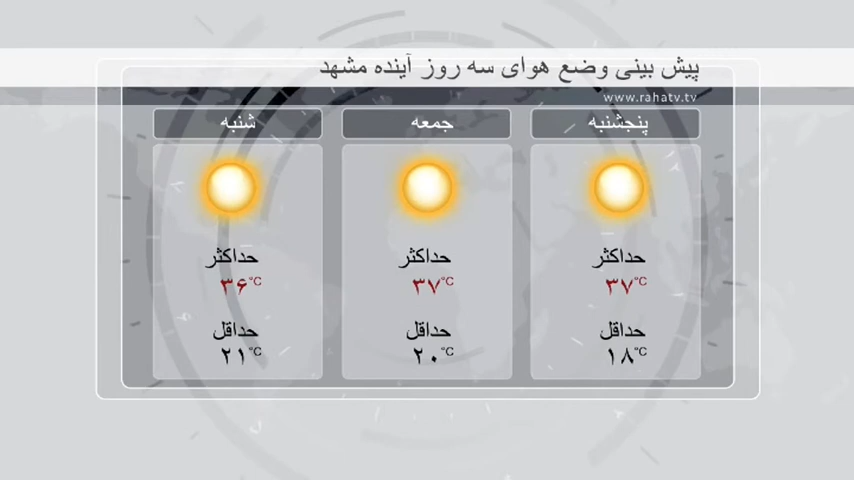 پیش بینی وضع هوای سه روز آینده مشهد
www.rahatv.tv
پنجشنبه
جمعه
شنبه
حداکثر
حداکثر
حداکثر
۳۷°C
۳۷°C
۳۶°C
حداقل
حداقل
حداقل
۱۸°C
۲۰°C
۲۱°C